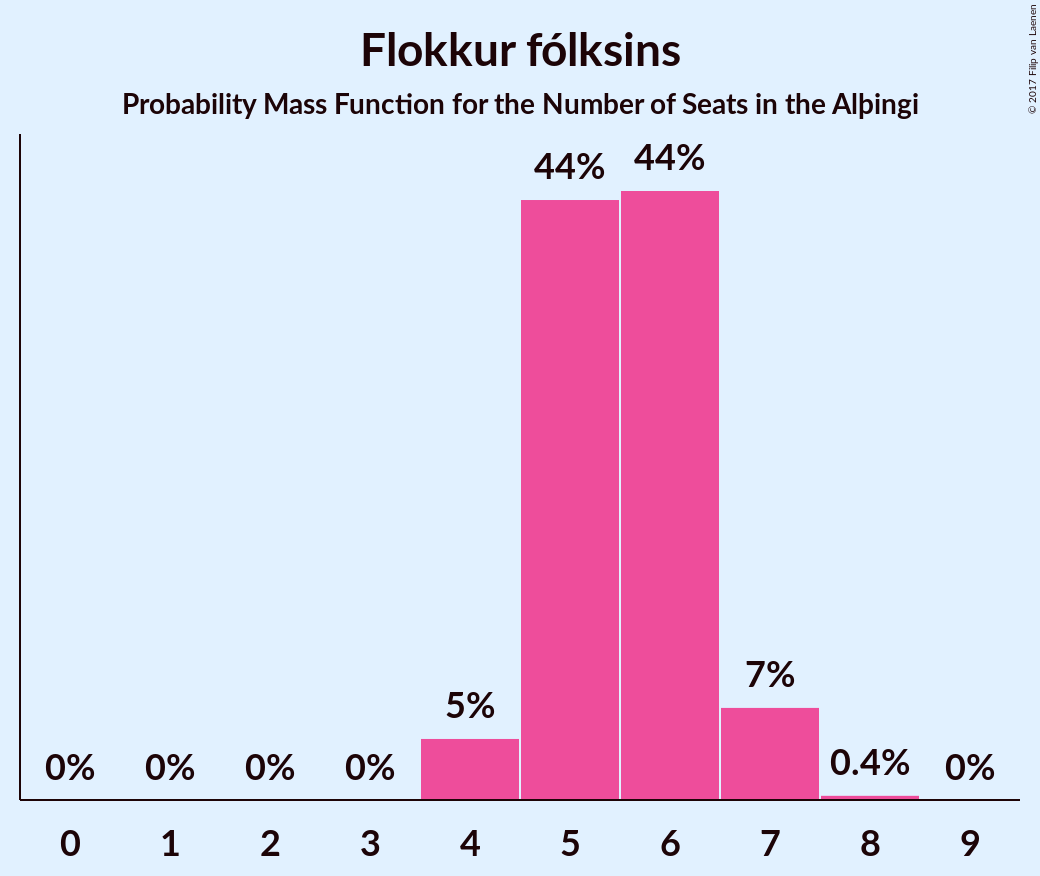 Flokkur fólksins
Probability Mass Function for the Number of Seats in the Alþingi
© 2017 Filip van Laenen
44% 44%
7%
5%
0% 0% 0% 0% 0.4% 0%
0 1 2 3 4 5 6 7 8 9